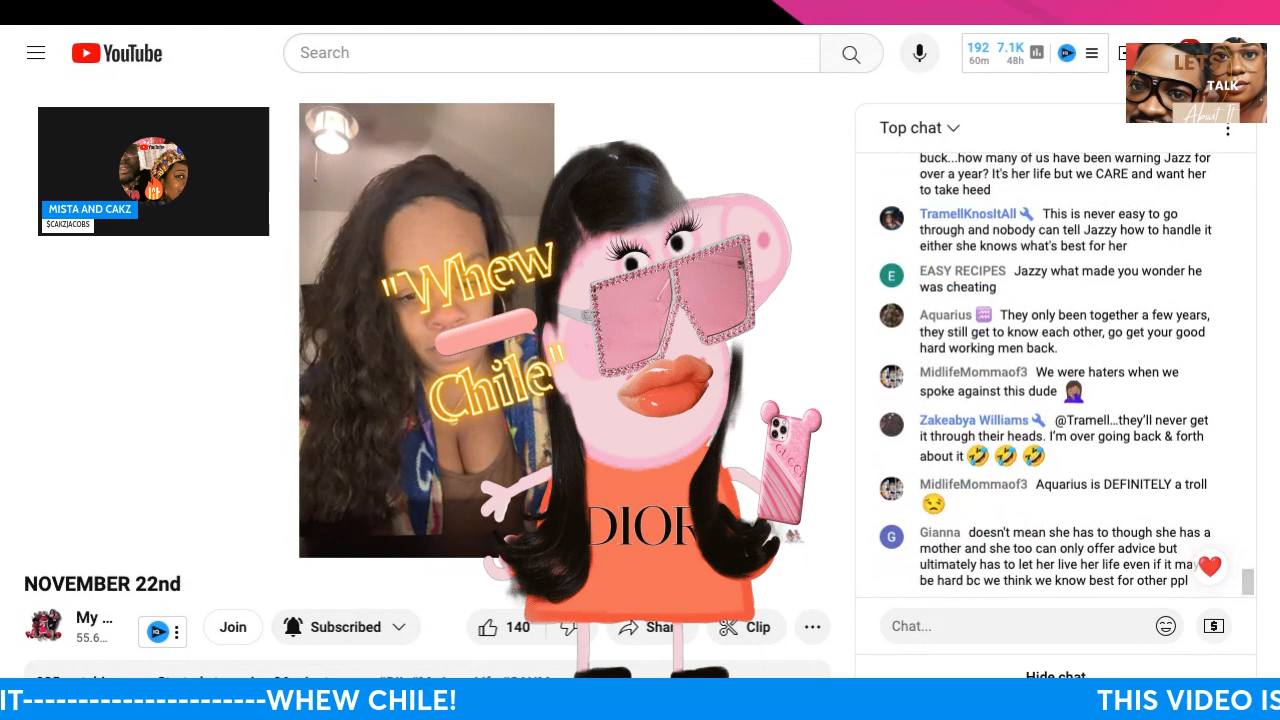 YouTube
Search
192 7.1K
60m 48h
LETS
TALK
About It
Top chat
MISTA AND CAKZ
$CAKZJACOBS
"Whew
Chile"
GUCCI
DIOR
buck...how many of us have been warning Jazz for
over a year? It's her life but we CARE and want her
to take heed
TramellKnosItAll This is never easy to go
through and nobody can tell Jazzy how to handle it
either she knows what's best for her
E EASY RECIPES Jazzy what made you wonder he
was cheating
Aquarius ♒ They only been together a few years,
they still get to know each other, go get your good
hard working men back.
MidlifeMommaof3 We were haters when we
spoke against this dude 🤦🏾‍♀️
Zakeabya Williams @Tramell…they’ll never get
it through their heads. I’m over going back & forth
about it 🤣 🤣 🤣
MidlifeMommaof3 Aquarius is DEFINITELY a troll
😒
G Gianna doesn't mean she has to though she has a
mother and she too can only offer advice but
ultimately has to let her live her life even if it may
be hard bc we think we know best for other ppl
NOVEMBER 22nd
My ...
55.6...
Join
Subscribed
140
Shar
Clip
Chat...
Hide chat
IT----------------------WHEW CHILE!
THIS VIDEO IS